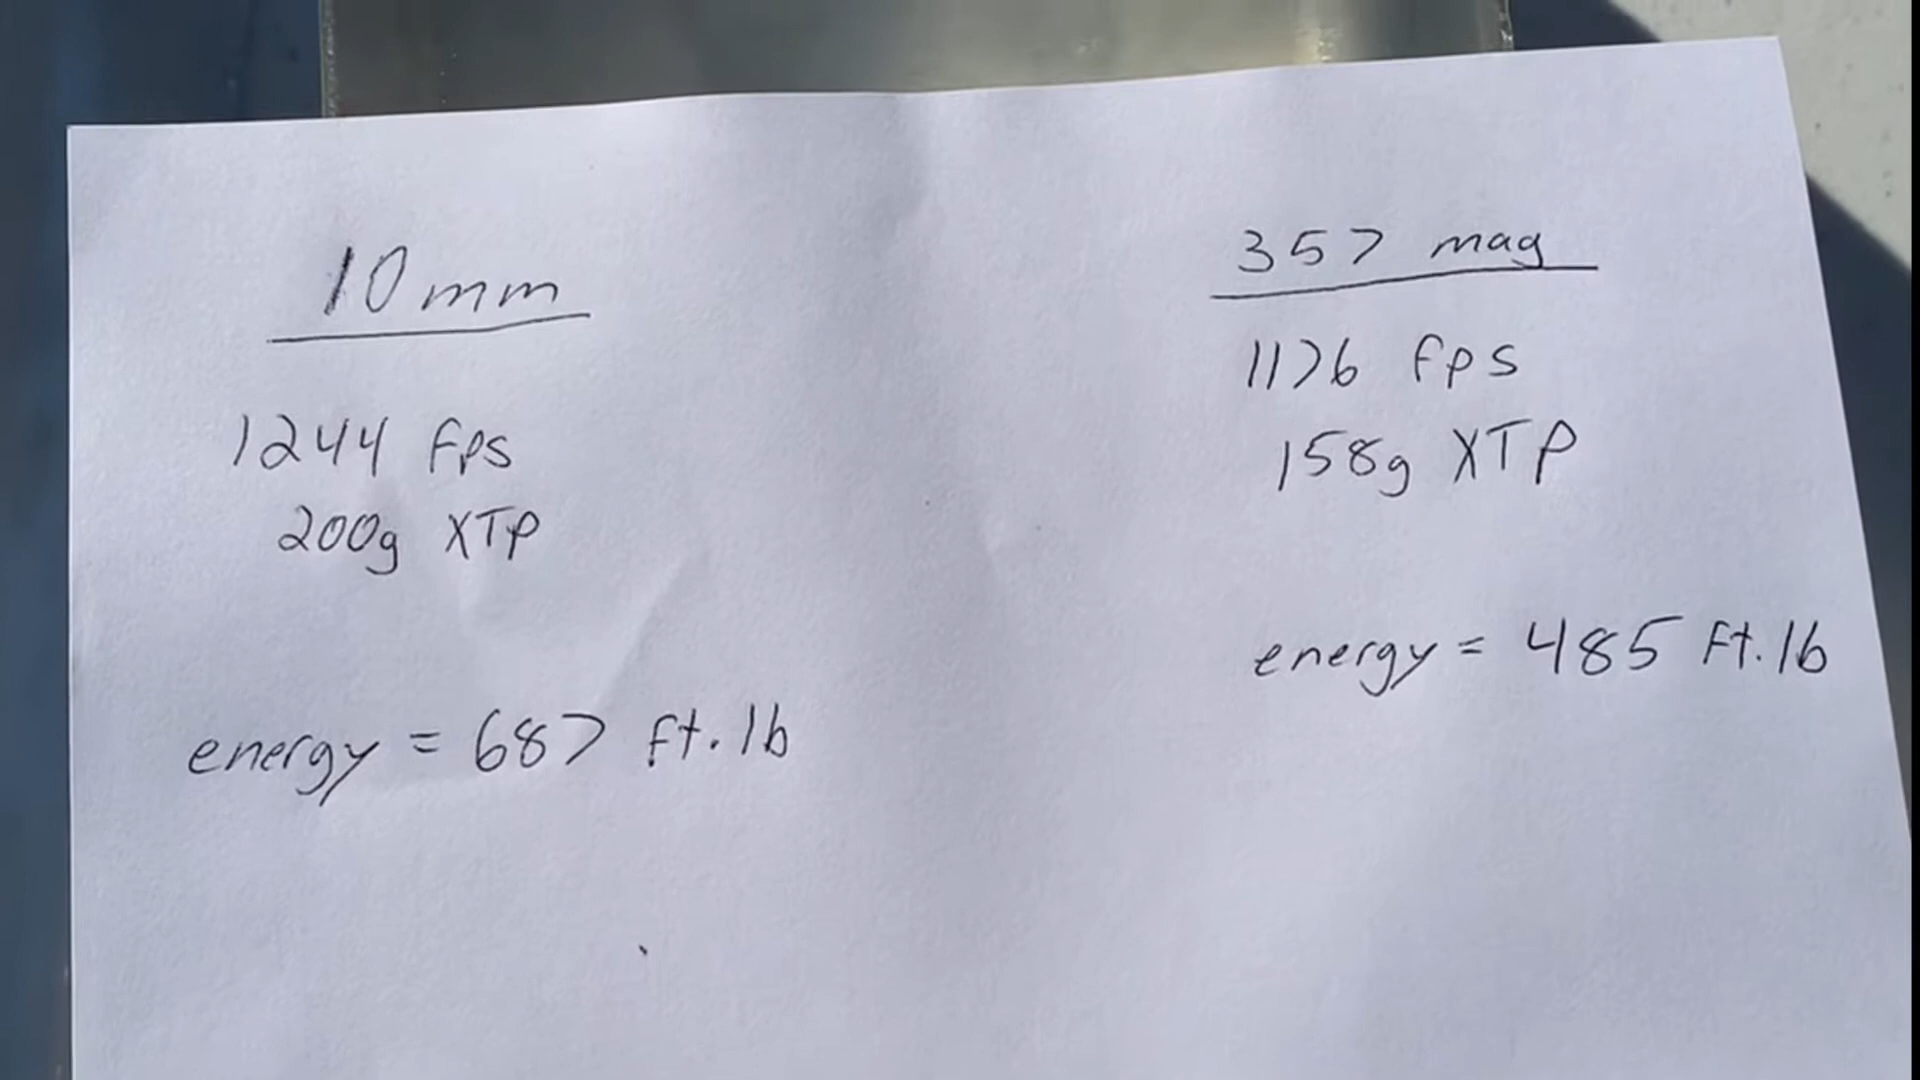 10mm
1244 fps
200g XTP
energy = 687 ft.lb
357 mag
1176 fps
158g XTP
energy = 485 ft.lb